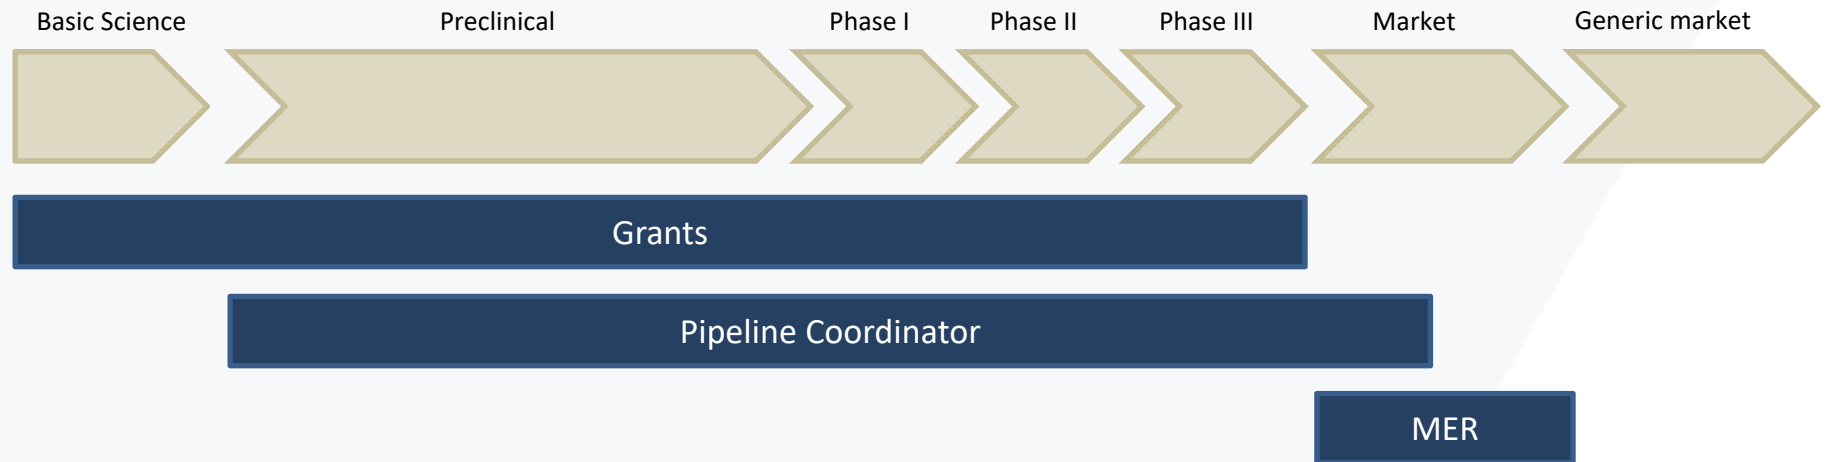 Basic Science
Preclinical
Phase I
Phase II
Phase III
Market
Generic market
Grants
Pipeline Coordinator
MER